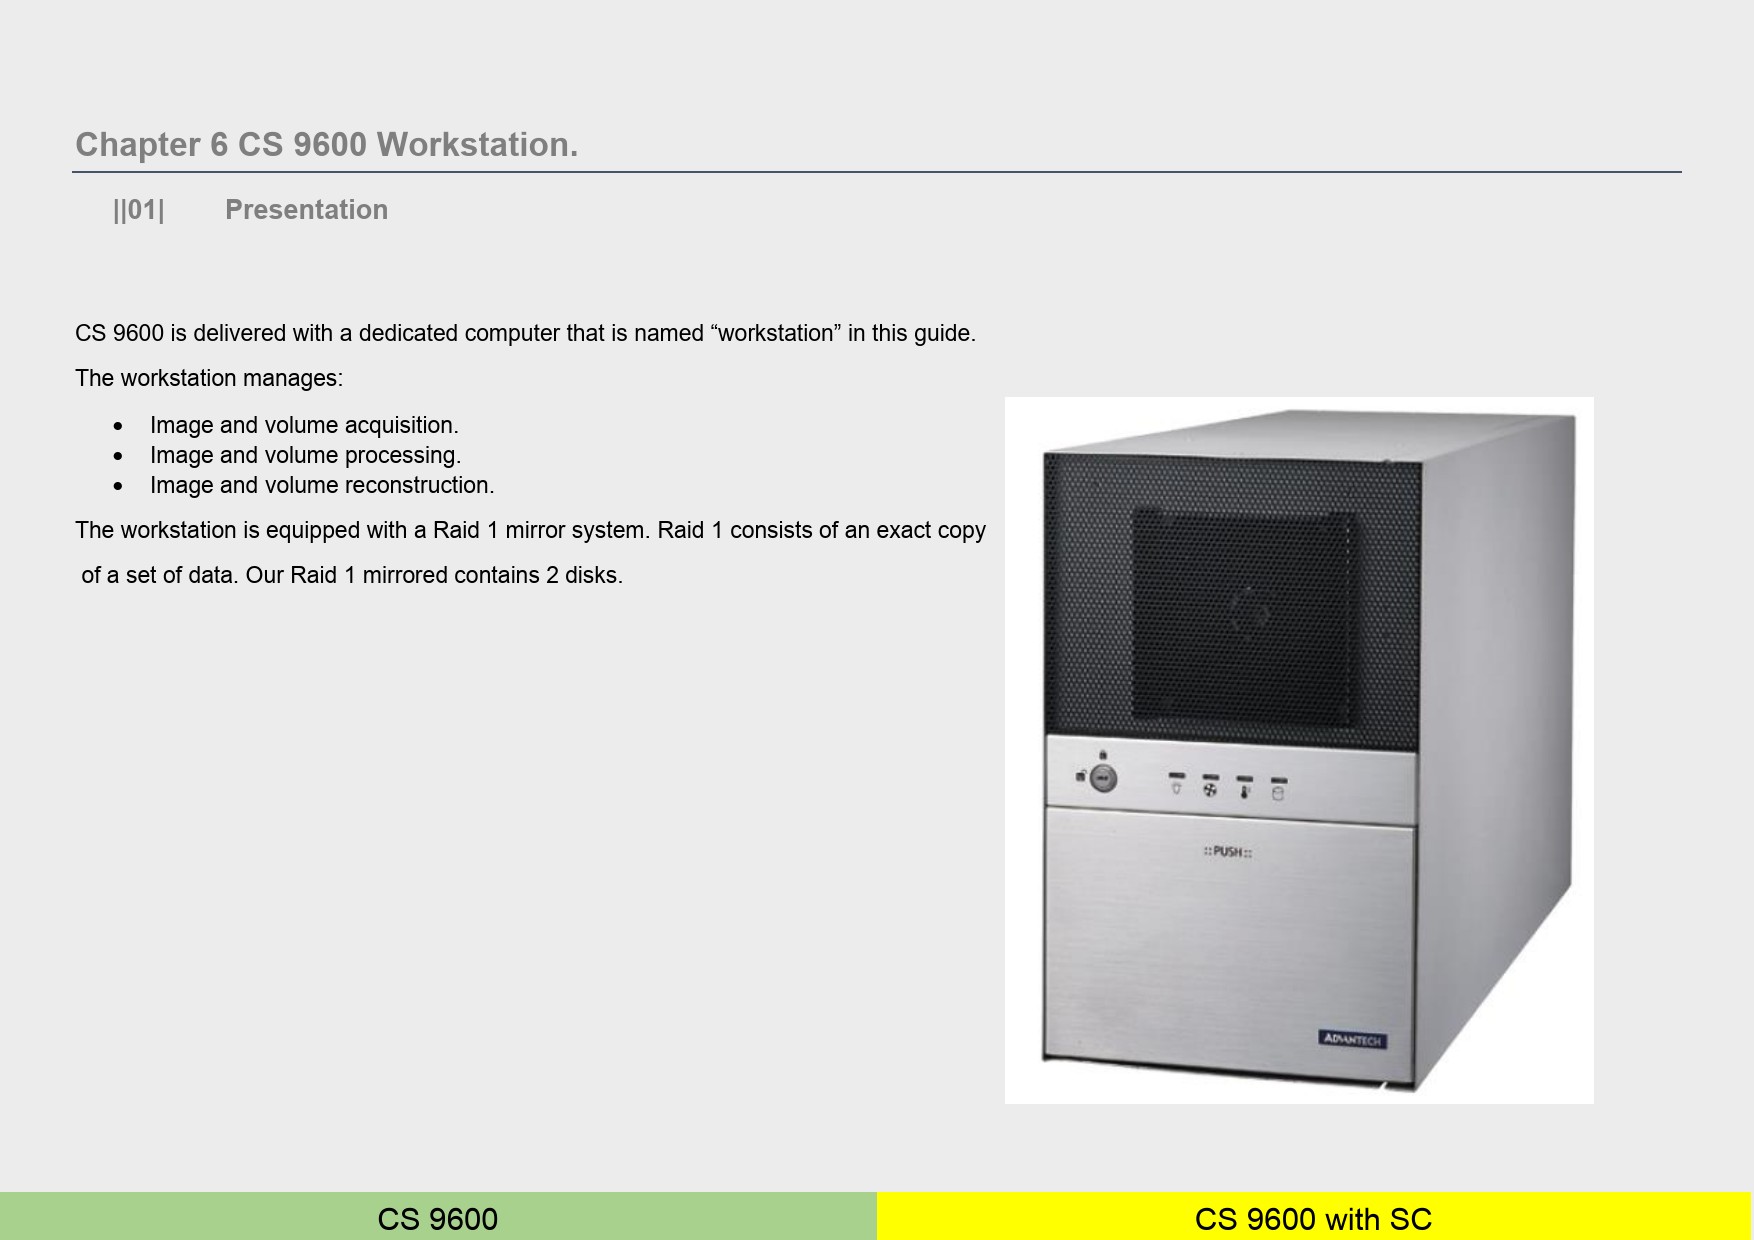 Chapter 6 CS 9600 Workstation.
||01| Presentation
CS 9600 is delivered with a dedicated computer that is named “workstation” in this guide.
The workstation manages:
• Image and volume acquisition.
• Image and volume processing.
• Image and volume reconstruction.
The workstation is equipped with a Raid 1 mirror system. Raid 1 consists of an exact copy
of a set of data. Our Raid 1 mirrored contains 2 disks.
::PUSH::
ADVANTECH
CS 9600
CS 9600 with SC